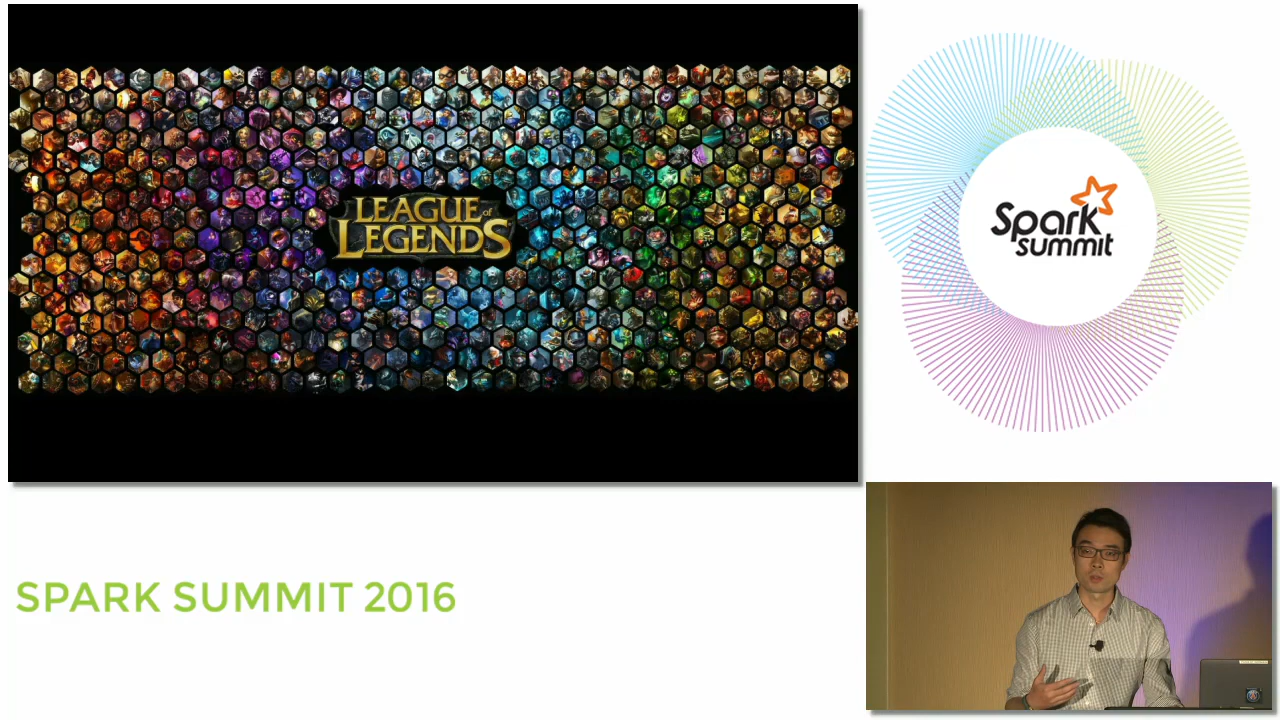 LEAGUE of
LEGENDS
Spark
summit
SPARK SUMMIT 2016